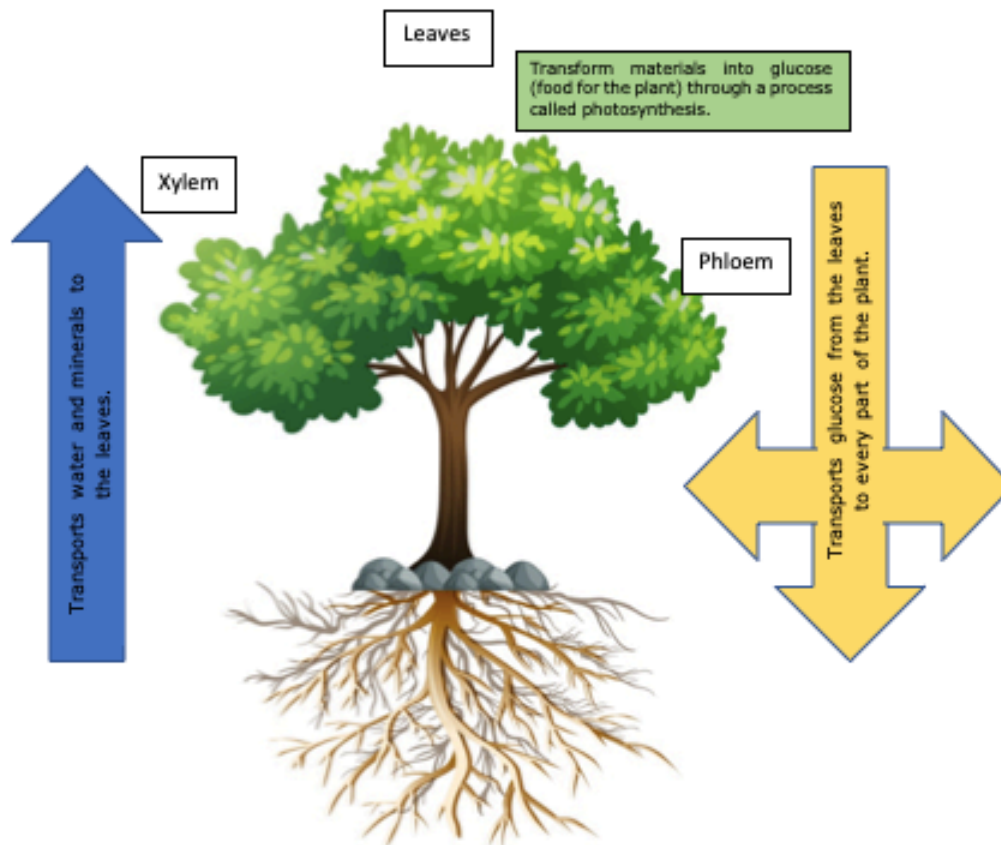 Leaves
Transform materials into glucose
(food for the plant) through a process
called photosynthesis.
Xylem
Transports water and minerals to
the leaves.
Phloem
Transports glucose from the leaves
to every part of the plant.